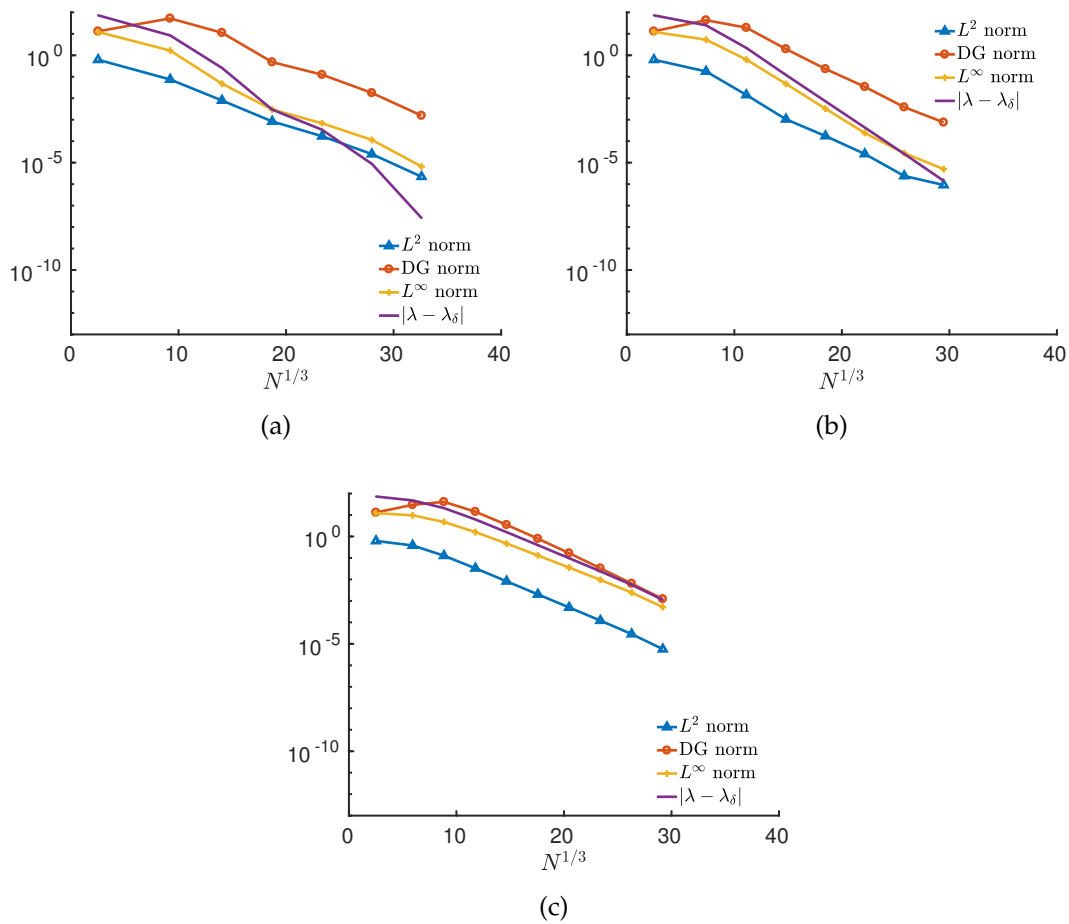 10^0
10^-5
10^-10
0 10 20 30 40
N^{1/3}
L^2 norm
DG norm
L^∞ norm
|λ − λ_δ|
(a)
10^0
10^-5
10^-10
0 10 20 30 40
N^{1/3}
L^2 norm
DG norm
L^∞ norm
|λ − λ_δ|
(b)
10^0
10^-5
10^-10
0 10 20 30 40
N^{1/3}
L^2 norm
DG norm
L^∞ norm
|λ − λ_δ|
(c)